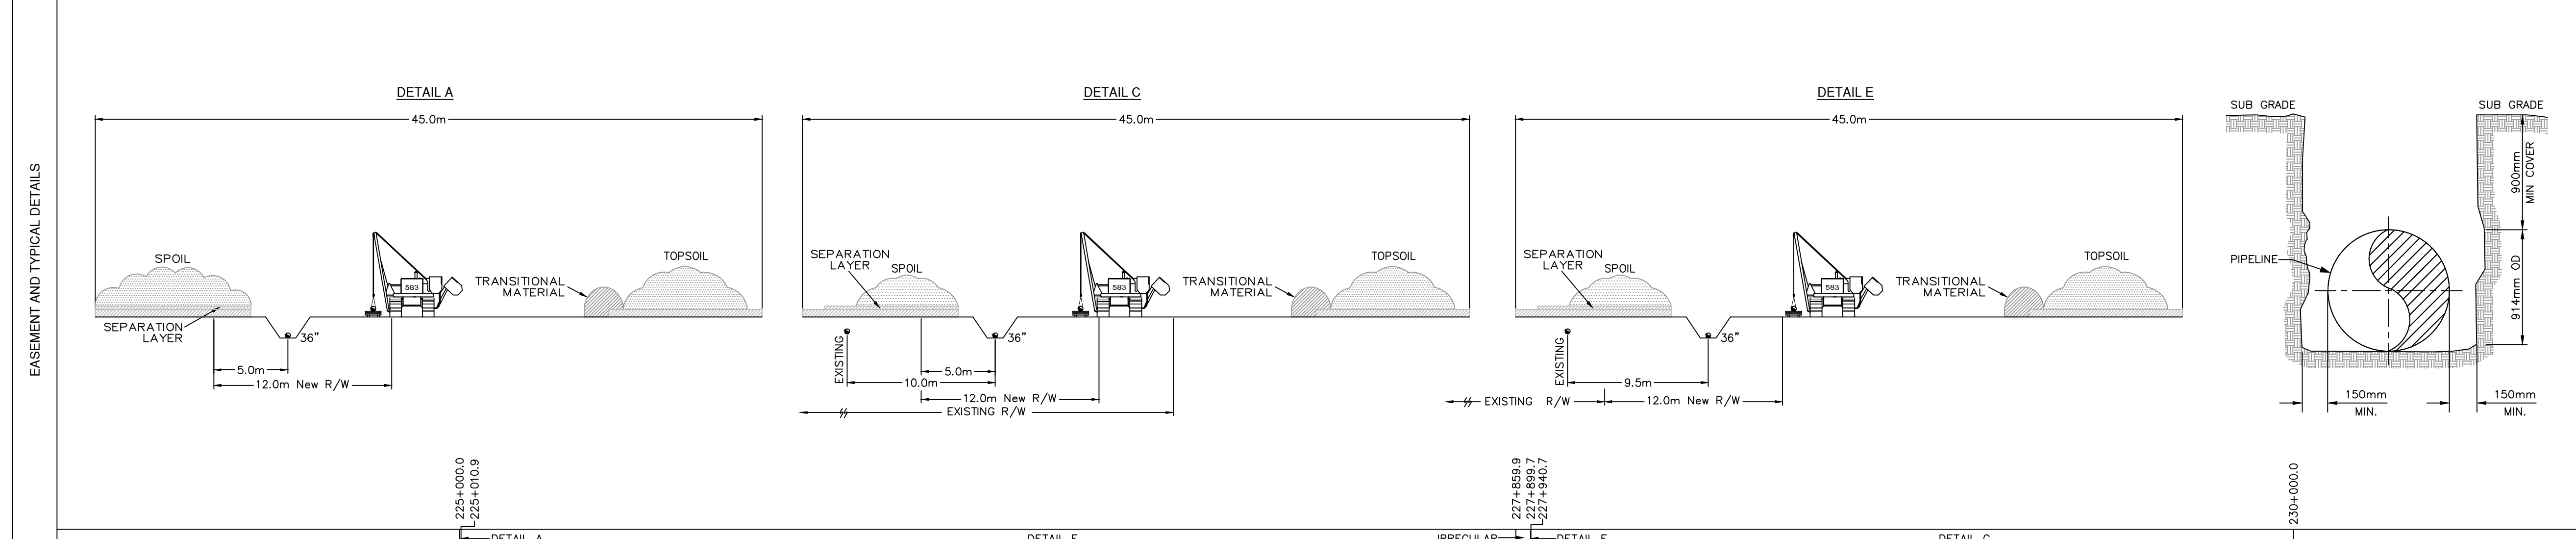 EASEMENT AND TYPICAL DETAILS
DETAIL A
45.0m
SPOIL
SEPARATION
LAYER
583
TRANSITIONAL
MATERIAL
TOPSOIL
36"
5.0m
12.0m New R/W
DETAIL C
45.0m
SEPARATION
LAYER
SPOIL
583
TRANSITIONAL
MATERIAL
TOPSOIL
36"
EXISTING
5.0m
10.0m
12.0m New R/W
EXISTING R/W
DETAIL E
45.0m
SEPARATION
LAYER
SPOIL
583
TRANSITIONAL
MATERIAL
TOPSOIL
36"
EXISTING
9.5m
EXISTING R/W
12.0m New R/W
SUB GRADE
SUB GRADE
900mm
MIN COVER
PIPELINE
914mm OD
150mm
MIN.
150mm
MIN.
225+000.0
225+010.9
227+859.9
227+899.7
227+940.7
230+000.0
DETAIL A
IRREGULAR